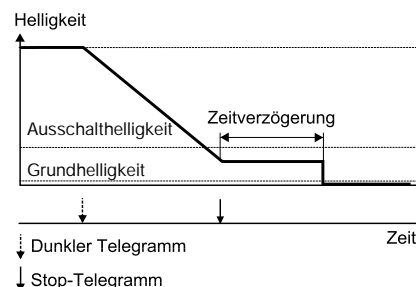 Helligkeit
Zeitverzögerung
Ausschalthelligkeit
Grundhelligkeit
Zeit
Dunkler Telegramm
Stop-Telegramm